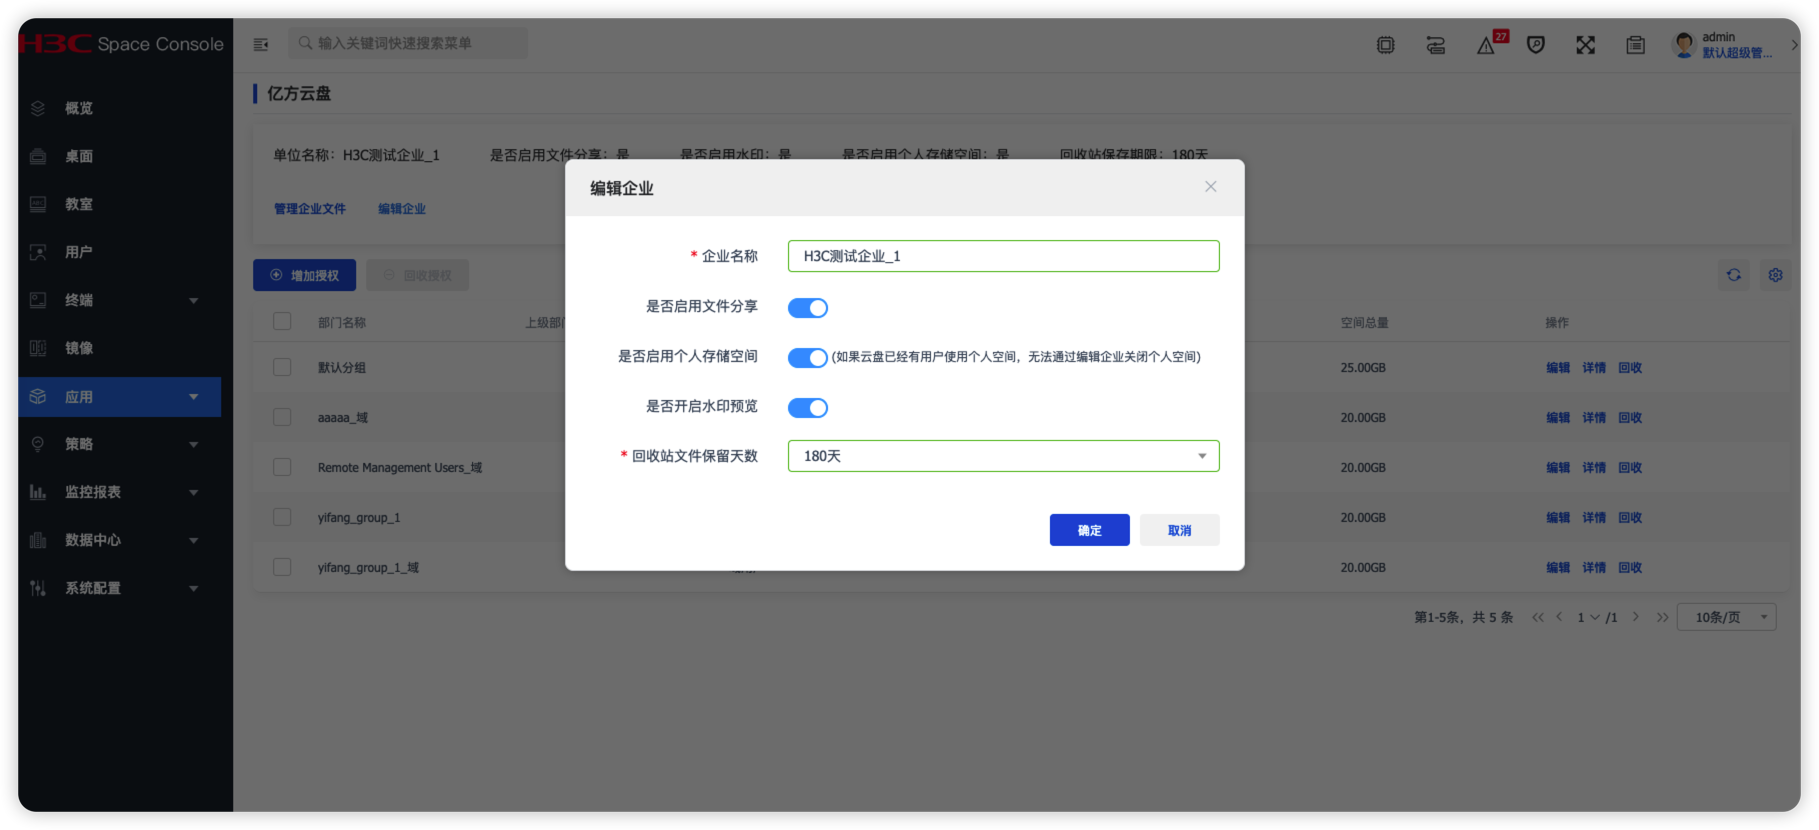 H3C Space Console
输入关键词快速搜索菜单
27
admin
默认超级管...
概览
桌面
教室
用户
终端
镜像
应用
策略
监控报表
数据中心
系统配置
亿方云盘
单位名称：H3C测试企业_1
是否启用文件分享：是
是否启用水印：是
是否启用个人存储空间：是
回收站保存期限：180天
管理企业文件
编辑企业
增加授权
回收授权
部门名称
上级部门
空间总量
操作
默认分组
25.00GB
编辑 详情 回收
aaaaa_域
20.00GB
编辑 详情 回收
Remote Management Users_域
20.00GB
编辑 详情 回收
yifang_group_1
20.00GB
编辑 详情 回收
yifang_group_1_域
20.00GB
编辑 详情 回收
第1-5条，共 5 条
1 /1
10条/页
编辑企业
* 企业名称
H3C测试企业_1
是否启用文件分享
是否启用个人存储空间
(如果云盘已经有用户使用个人空间，无法通过编辑企业关闭个人空间)
是否开启水印预览
* 回收站文件保留天数
180天
确定
取消